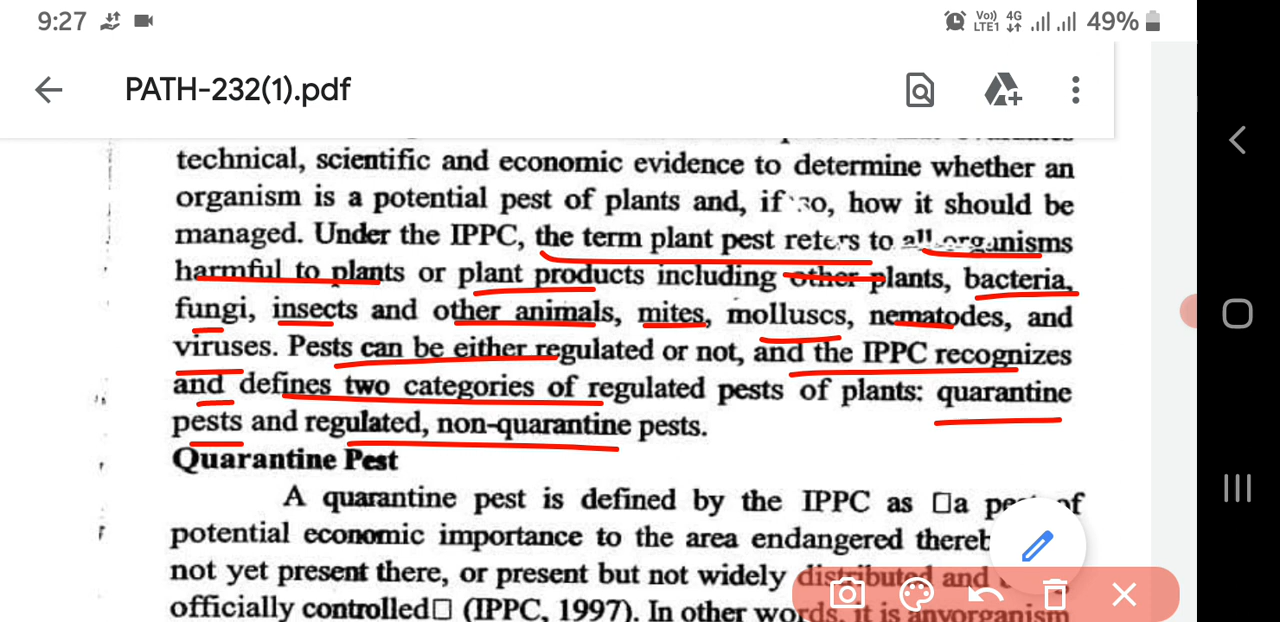 9:27 Vo)) LTE1 4G 49%
PATH-232(1).pdf
technical, scientific and economic evidence to determine whether an
organism is a potential pest of plants and, if so, how it should be
managed. Under the IPPC, the term plant pest refers to all organisms
harmful to plants or plant products including other plants, bacteria,
fungi, insects and other animals, mites, molluscs, nematodes, and
viruses. Pests can be either regulated or not, and the IPPC recognizes
and defines two categories of regulated pests of plants: quarantine
pests and regulated, non-quarantine pests.
Quarantine Pest
A quarantine pest is defined by the IPPC as □a of
potential economic importance to the area endangered
not yet present there, or present but not widely distributed and
officially controlled□ (IPPC, 1997). In other words, it is anyorganism